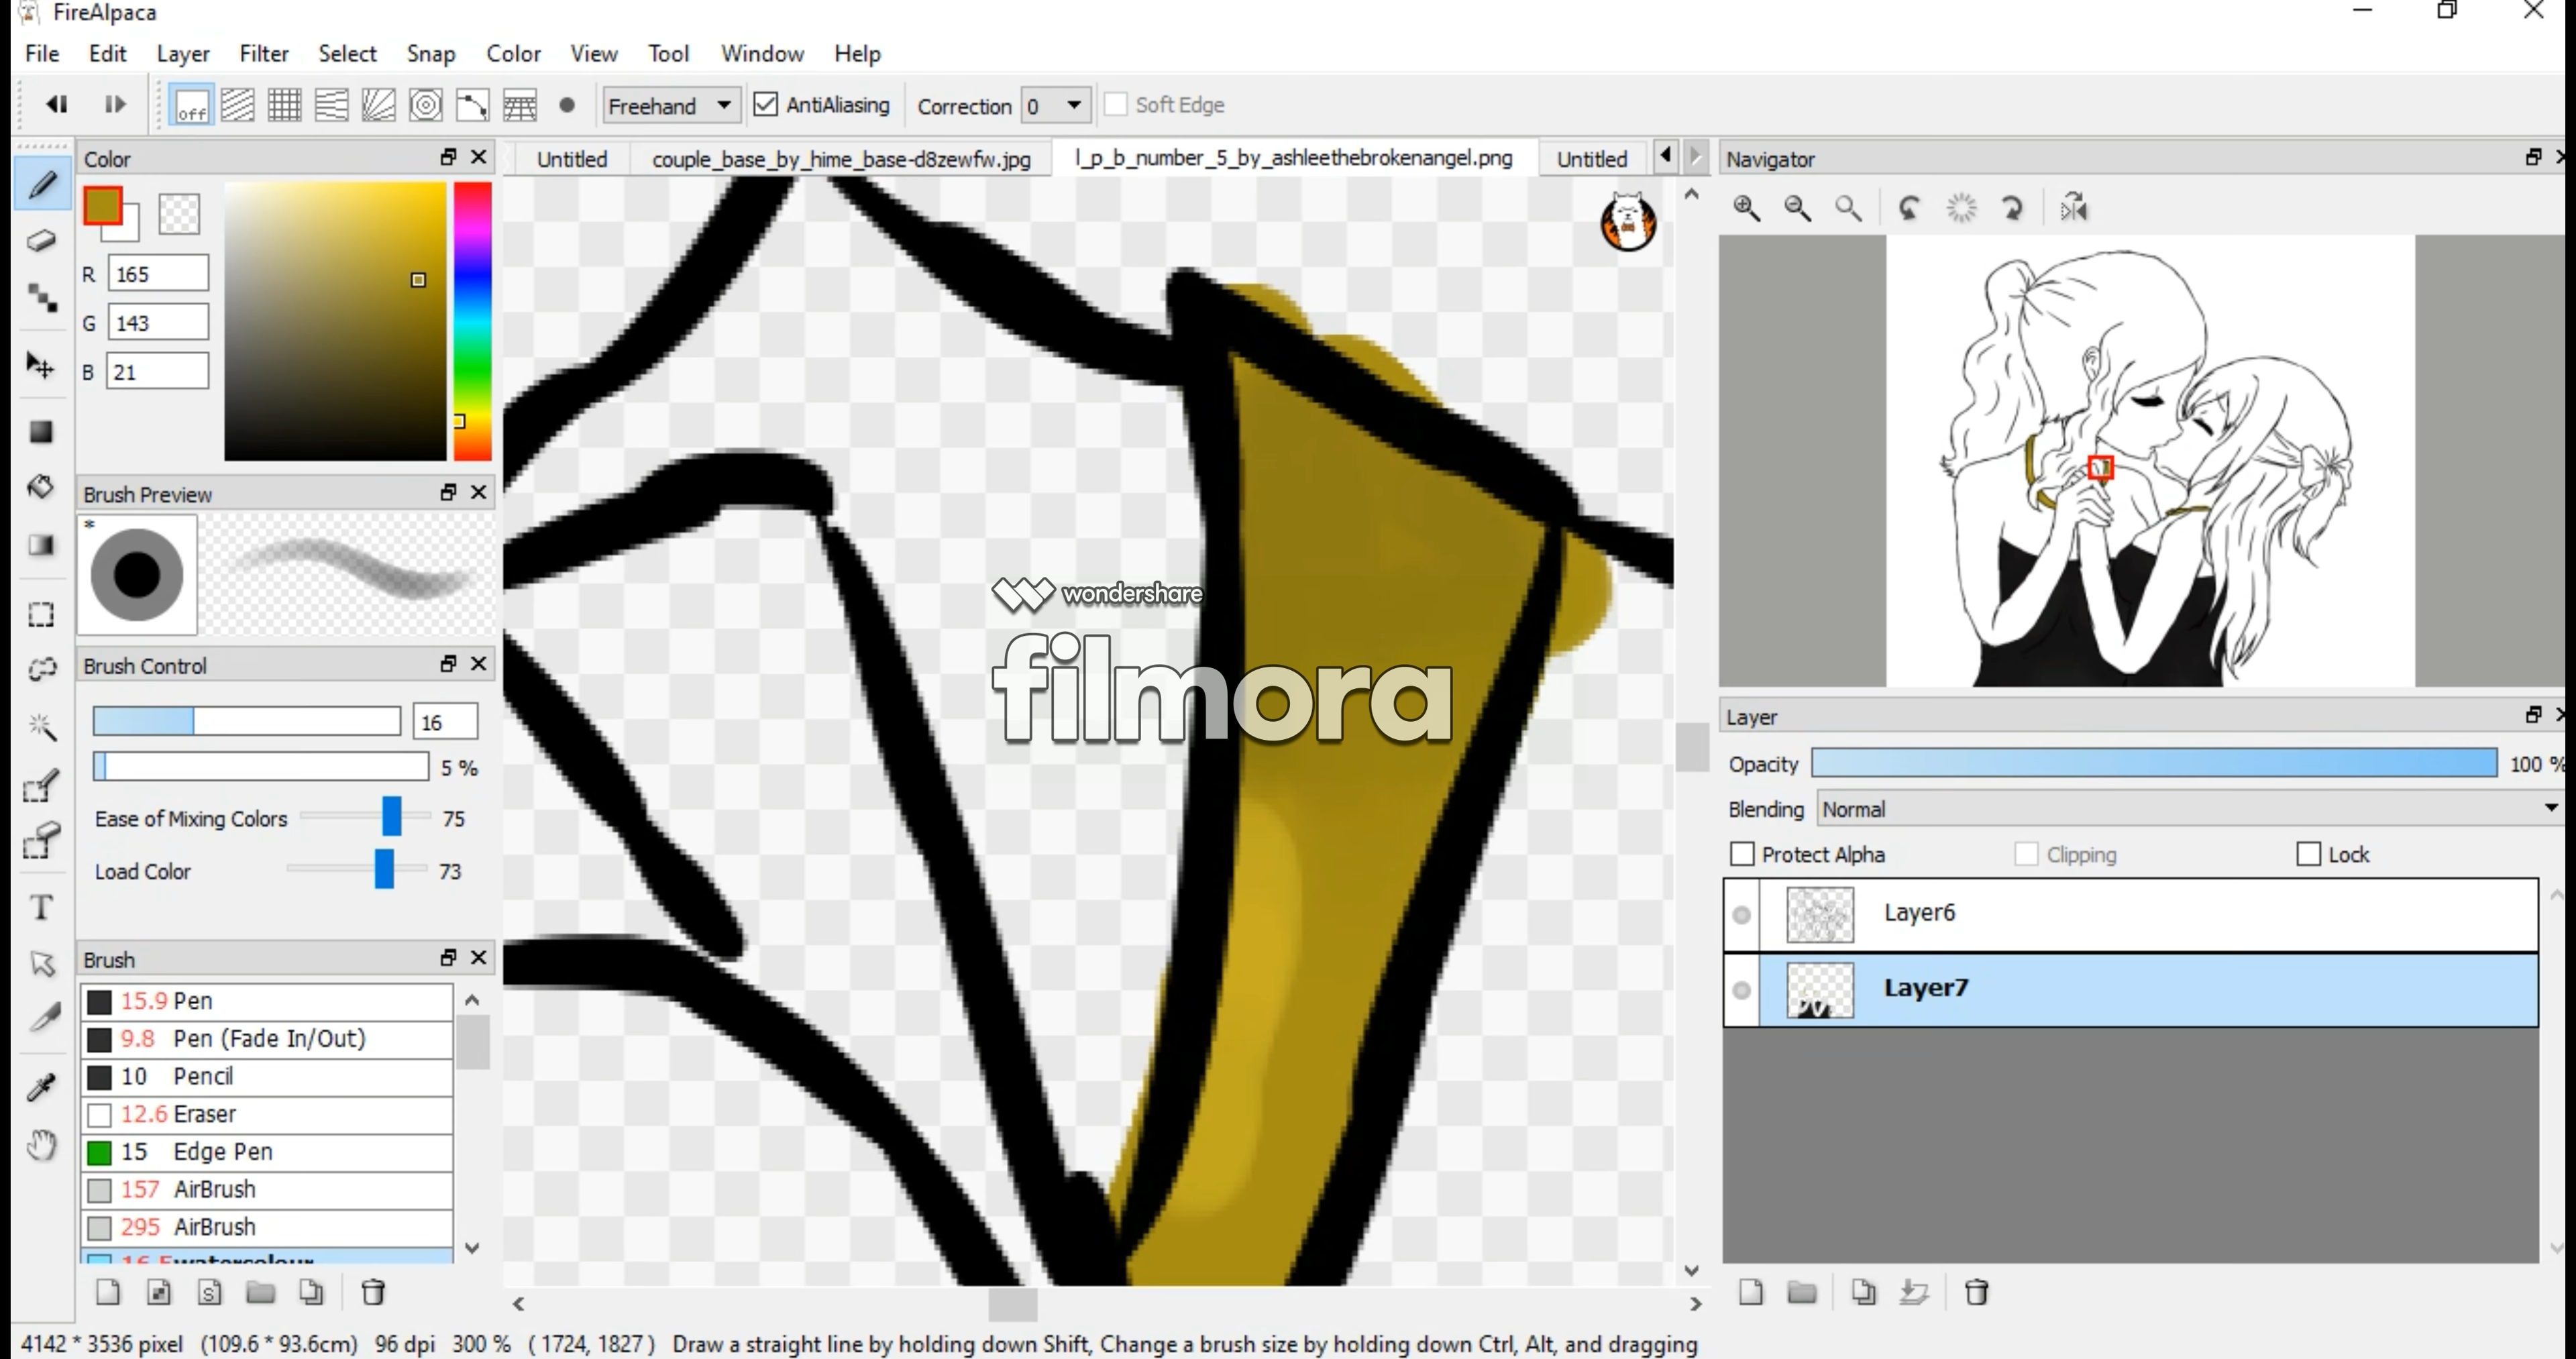 FireAlpaca
File Edit Layer Filter Select Snap Color View Tool Window Help
off Freehand AntiAliasing Correction 0 Soft Edge
Color
R 165
G 143
B 21
Brush Preview
*
Brush Control
16
5 %
Ease of Mixing Colors 75
Load Color 73
Brush
15.9 Pen
9.8 Pen (Fade In/Out)
10 Pencil
12.6 Eraser
15 Edge Pen
157 AirBrush
295 AirBrush
watercolour
Untitled couple_base_by_hime_base-d8zewfw.jpg l_p_b_number_5_by_ashleethebrokenangel.png Untitled
wondershare
filmora
Navigator
Layer
Opacity 100 %
Blending Normal
Protect Alpha Clipping Lock
Layer6
Layer7
4142 * 3536 pixel (109.6 * 93.6cm) 96 dpi 300 % ( 1724, 1827 ) Draw a straight line by holding down Shift, Change a brush size by holding down Ctrl, Alt, and dragging